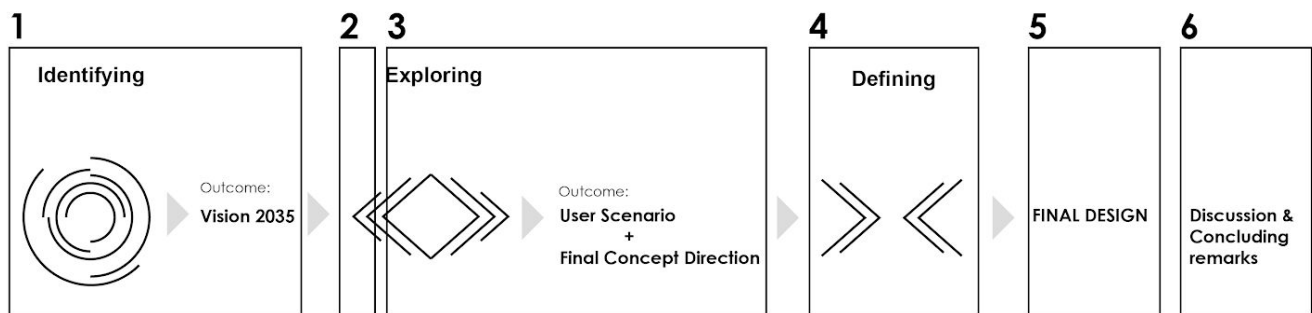 1
2
3
4
5
6
Identifying
Exploring
Defining
Outcome:
Vision 2035
Outcome:
User Scenario
+
Final Concept Direction
FINAL DESIGN
Discussion &
Concluding
remarks